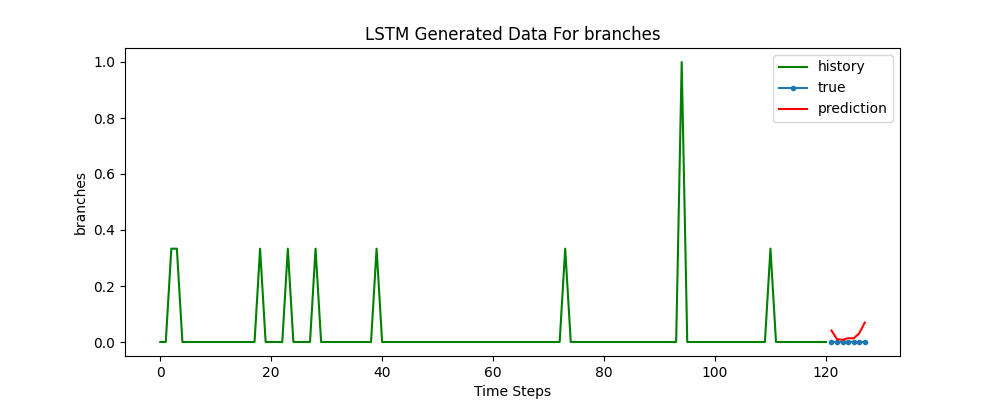 LSTM Generated Data For branches
history
true
prediction
branches
1.0
0.8
0.6
0.4
0.2
0.0
0
20
40
60
80
100
120
Time Steps